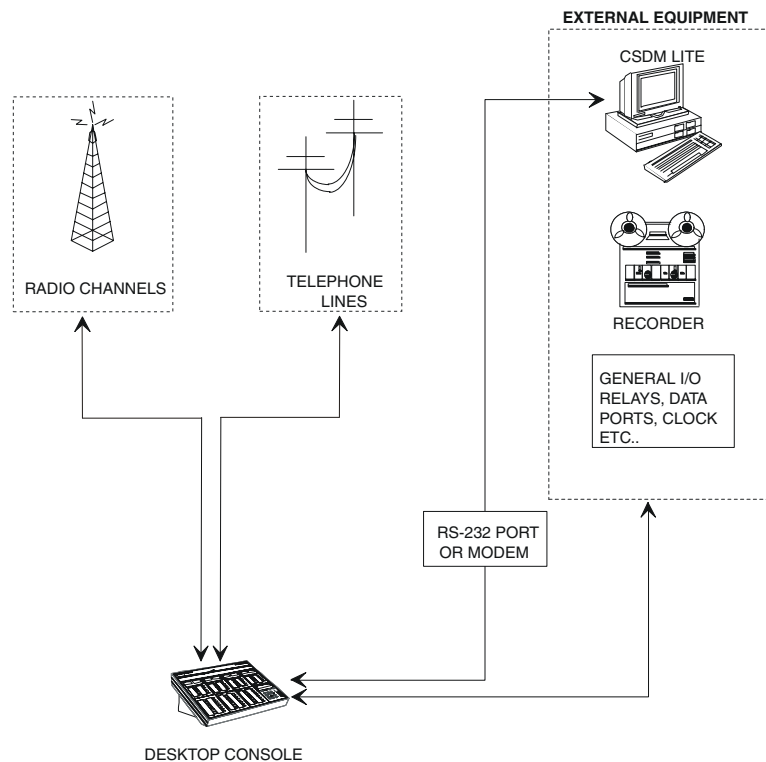 EXTERNAL EQUIPMENT
CSDM LITE
RADIO CHANNELS
TELEPHONE
LINES
RECORDER
GENERAL I/O
RELAYS, DATA
PORTS, CLOCK
ETC..
RS-232 PORT
OR MODEM
DESKTOP CONSOLE